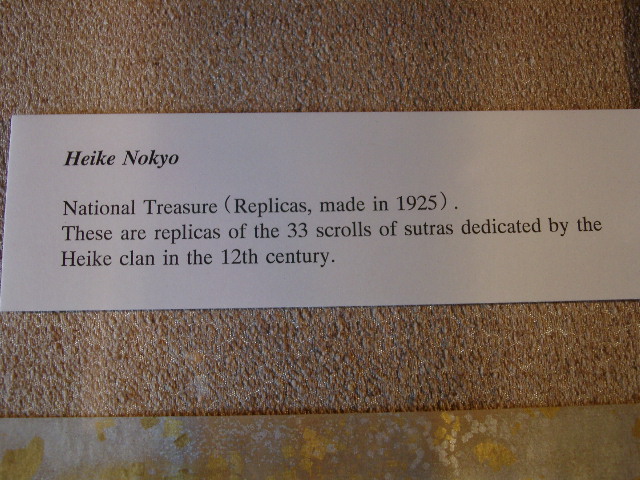 Heike Nokyo
National Treasure (Replicas, made in 1925).
These are replicas of the 33 scrolls of sutras dedicated by the
Heike clan in the 12th century.